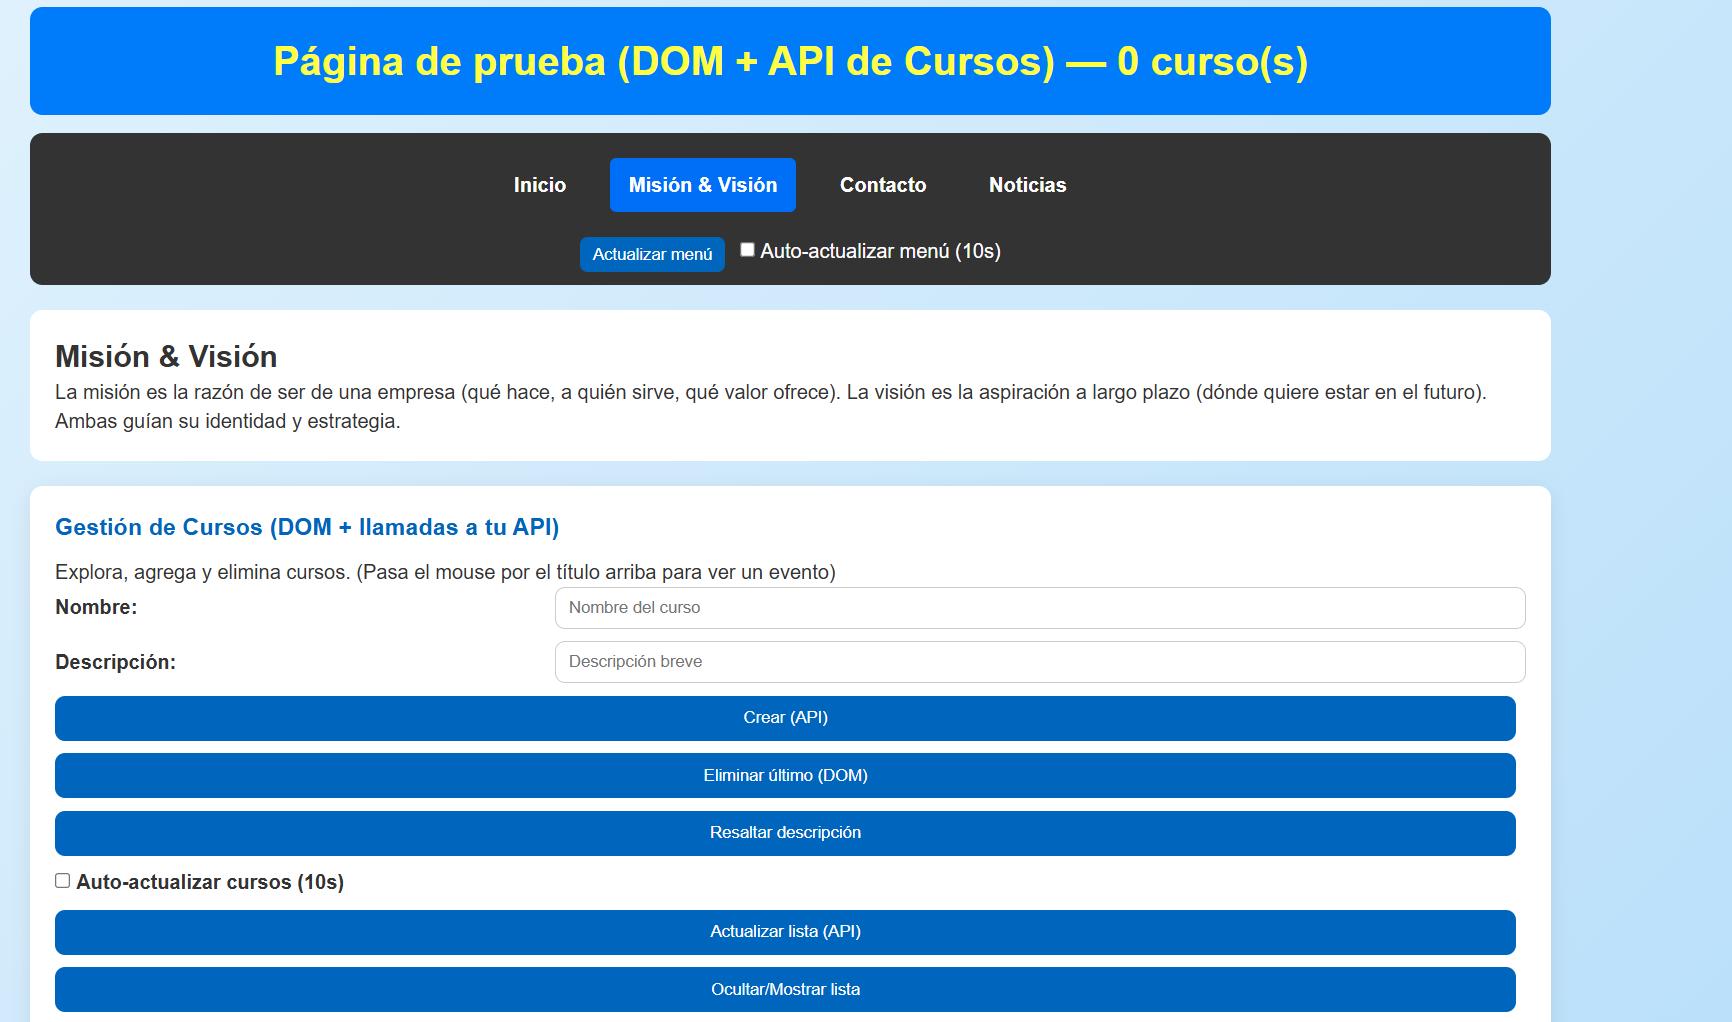 Página de prueba (DOM + API de Cursos) — 0 curso(s)
Inicio
Misión & Visión
Contacto
Noticias
Actualizar menú
Auto-actualizar menú (10s)
Misión & Visión
La misión es la razón de ser de una empresa (qué hace, a quién sirve, qué valor ofrece). La visión es la aspiración a largo plazo (dónde quiere estar en el futuro).
Ambas guían su identidad y estrategia.
Gestión de Cursos (DOM + llamadas a tu API)
Explora, agrega y elimina cursos. (Pasa el mouse por el título arriba para ver un evento)
Nombre:
Nombre del curso
Descripción:
Descripción breve
Crear (API)
Eliminar último (DOM)
Resaltar descripción
Auto-actualizar cursos (10s)
Actualizar lista (API)
Ocultar/Mostrar lista